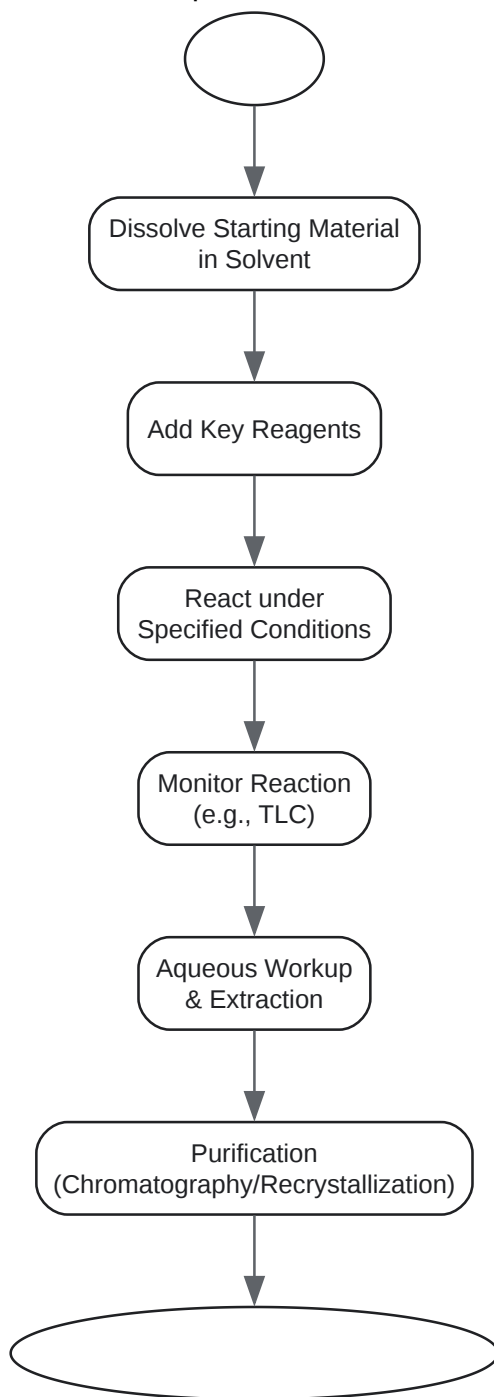 Dissolve Starting Material
in Solvent
Add Key Reagents
React under
Specified Conditions
Monitor Reaction
(e.g., TLC)
Aqueous Workup
& Extraction
Purification
(Chromatography/Recrystallization)